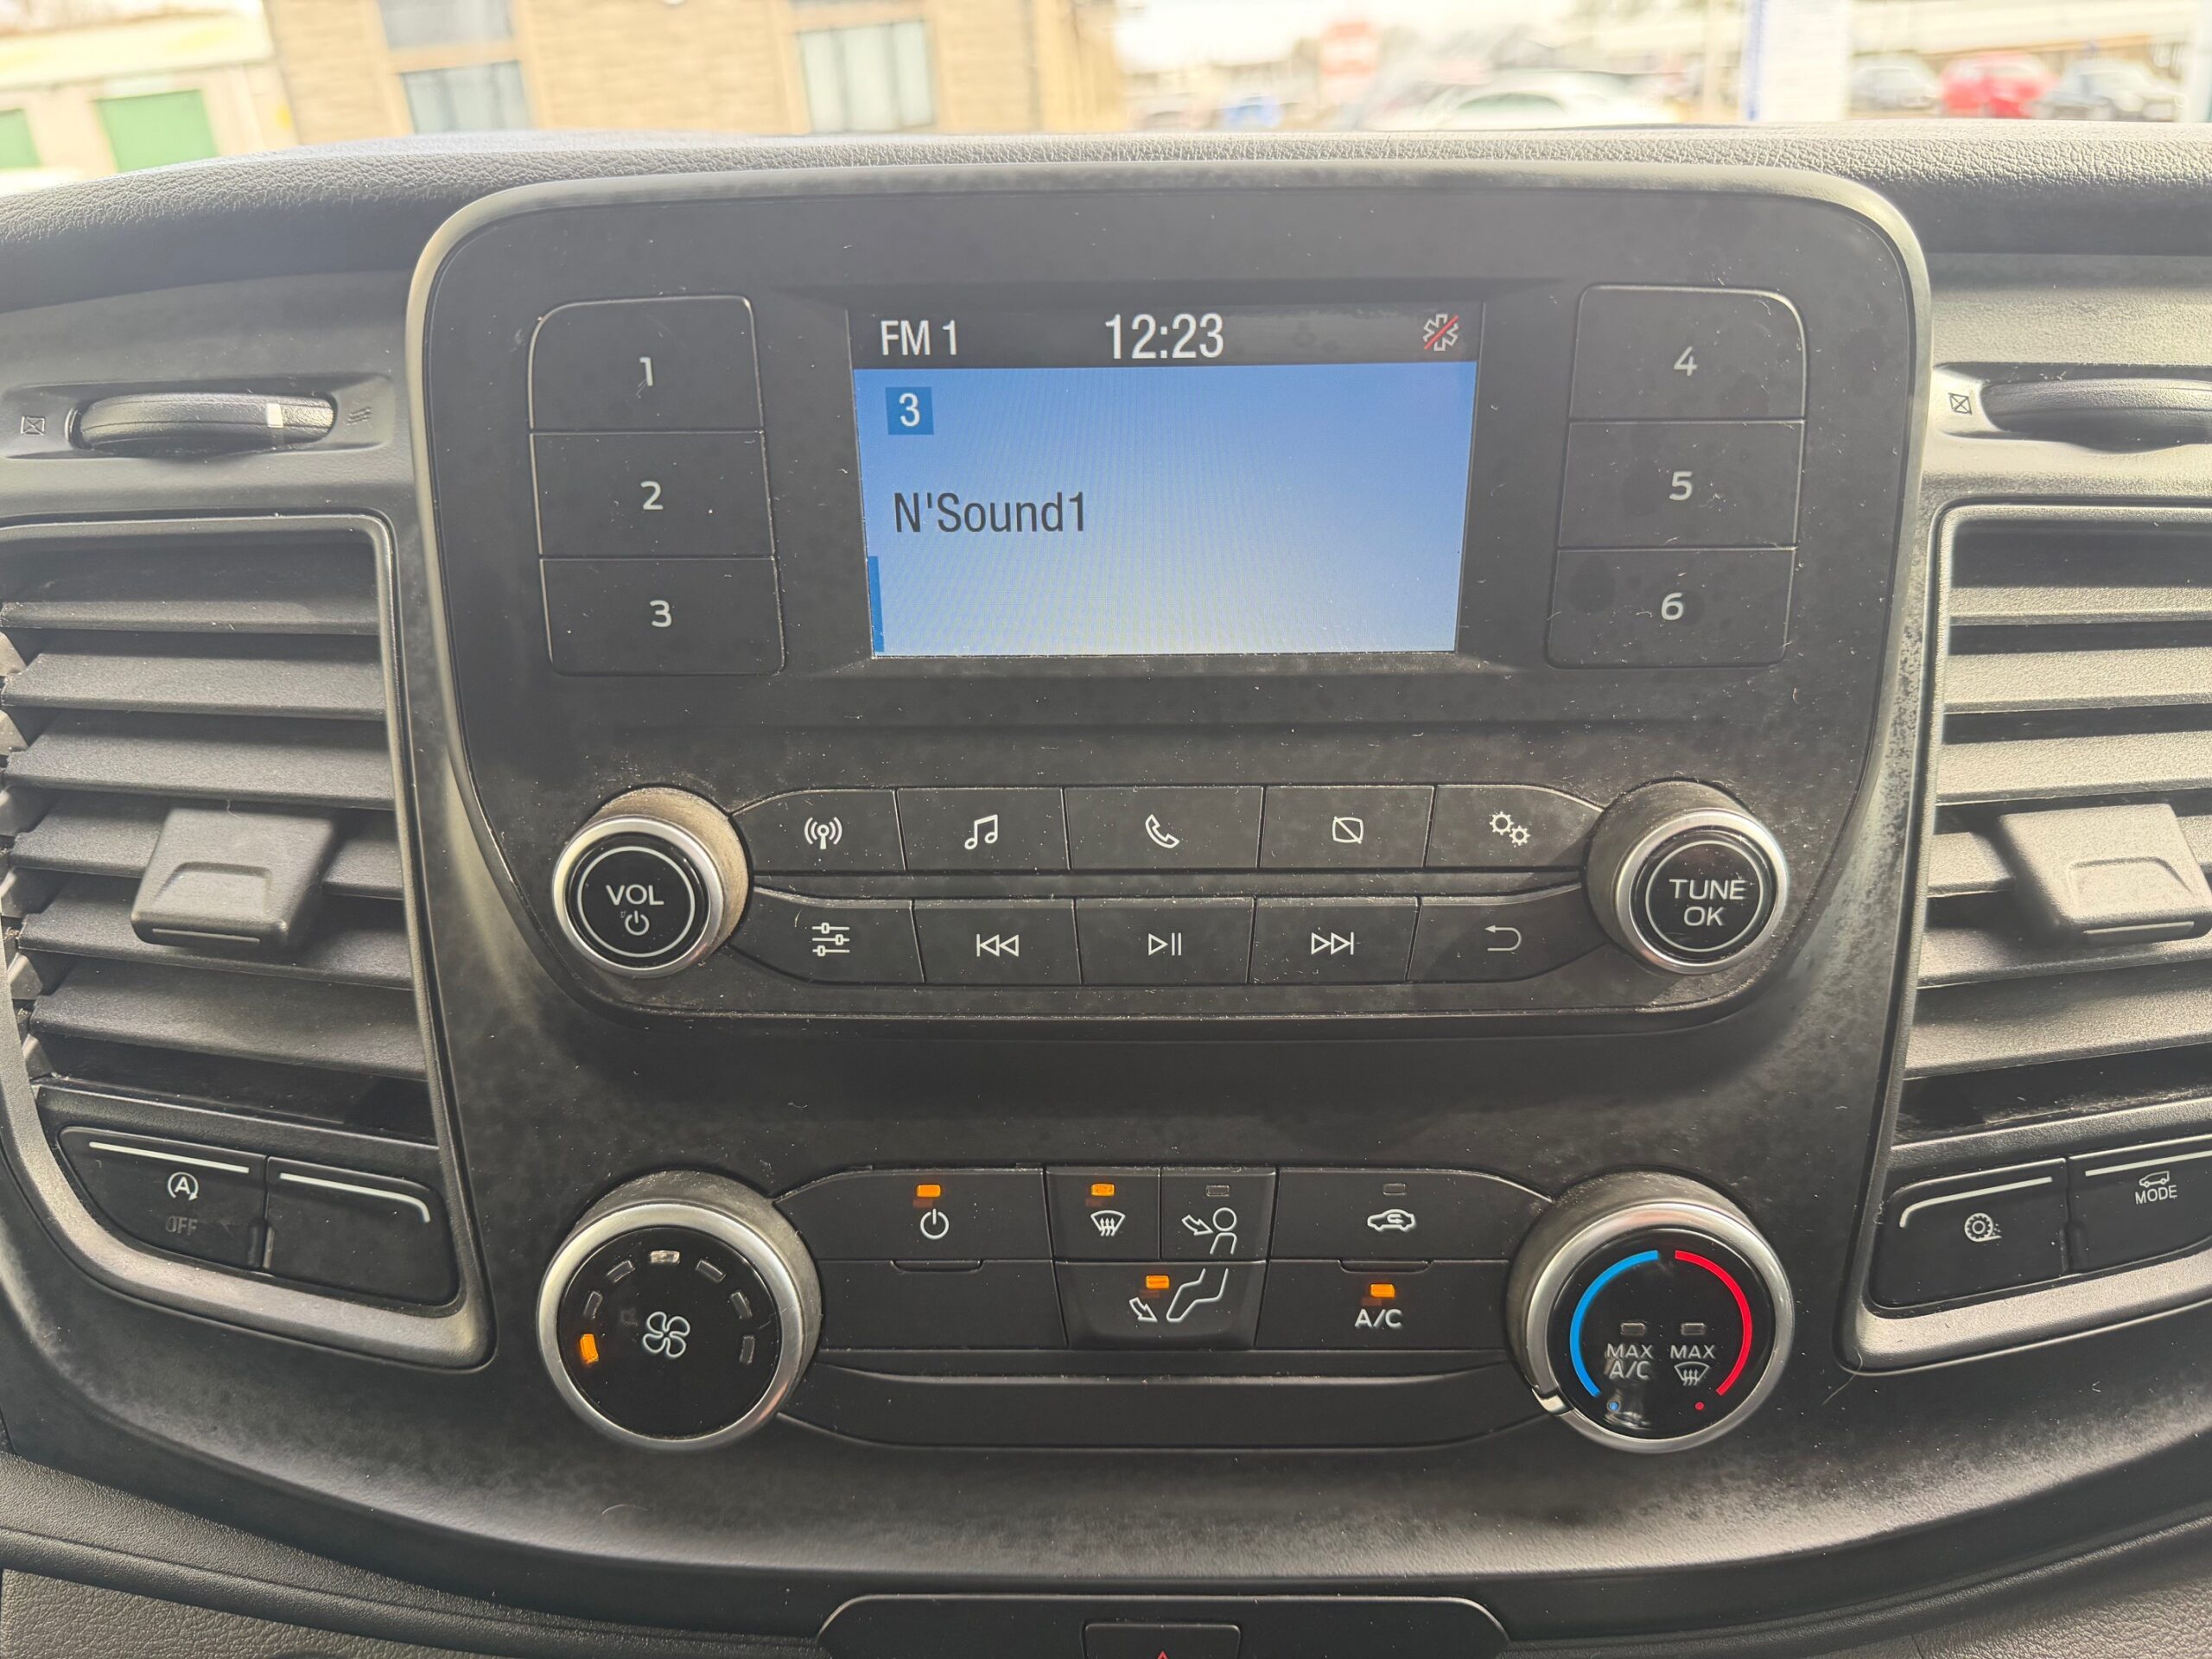 FM 1 12:23
3
N'Sound1
1
2
3
4
5
6
VOL
TUNE
OK
A
OFF
A/C
MAX
A/C
MAX
MODE